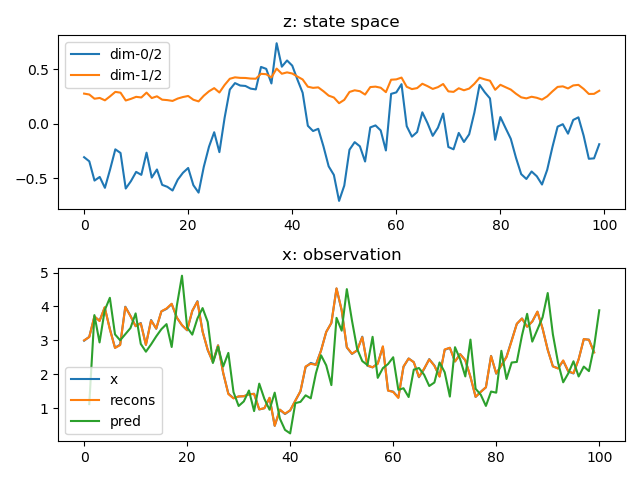 z: state space
dim-0/2
dim-1/2
0.5
0.0
−0.5
0 20 40 60 80 100
x: observation
5
4
3
2
1
x
recons
pred
0 20 40 60 80 100